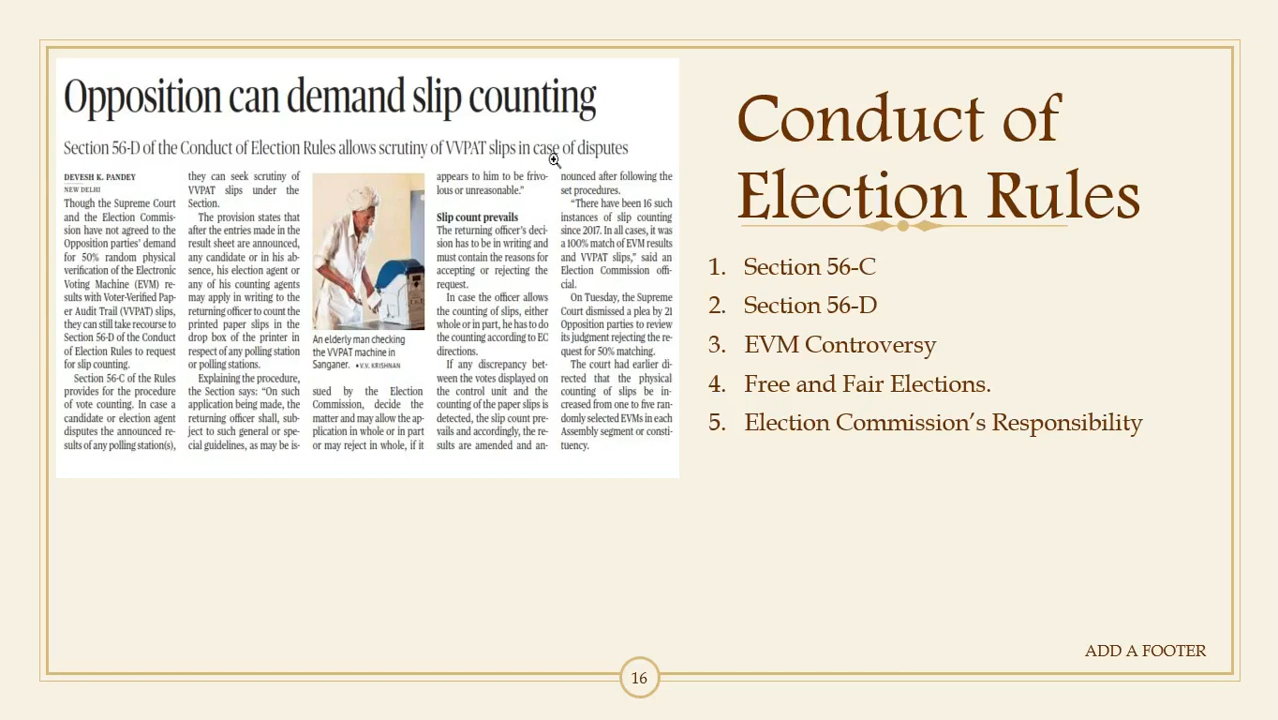 Opposition can demand slip counting
Section 56-D of the Conduct of Election Rules allows scrutiny of VVPAT slips in case of disputes
DEVESH K. PANDEY
NEW DELHI
Though the Supreme Court
and the Election Commis-
sion have not agreed to the
Opposition parties' demand
for 50% random physical
verification of the Electronic
Voting Machine (EVM) re-
sults with Voter-Verified Pap-
er Audit Trail (VVPAT) slips,
they can still take recourse to
Section 56-D of the Conduct
of Election Rules to request
for slip counting.
Section 56-C of the Rules
provides for the procedure
of vote counting. In case a
candidate or election agent
disputes the announced re-
sults of any polling station(s),
they can seek scrutiny of
VVPAT slips under the
Section.
The provision states that
after the entries made in the
result sheet are announced,
any candidate or in his ab-
sence, his election agent or
any of his counting agents
may apply in writing to the
returning officer to count the
printed paper slips in the
drop box of the printer in
respect of any polling station
or polling stations.
Explaining the procedure,
the Section says: “On such
application being made, the
returning officer shall, sub-
ject to such general or spe-
cial guidelines, as may be is-
An elderly man checking
the VVPAT machine in
Sanganer. •V.V. KRISHNAN
sued by the Election
Commission, decide the
matter and may allow the ap-
plication in whole or in part
or may reject in whole, if it
appears to him to be frivo-
lous or unreasonable.”
Slip count prevails
The returning officer's deci-
sion has to be in writing and
must contain the reasons for
accepting or rejecting the
request.
In case the officer allows
the counting of slips, either
whole or in part, he has to do
the counting according to EC
directions.
If any discrepancy bet-
ween the votes displayed on
the control unit and the
counting of the paper slips is
detected, the slip count pre-
vails and accordingly, the re-
sults are amended and an-
nounced after following the
set procedures.
“There have been 16 such
instances of slip counting
since 2017. In all cases, it was
a 100% match of EVM results
and VVPAT slips,” said an
Election Commission offi-
cial.
On Tuesday, the Supreme
Court dismissed a plea by 21
Opposition parties to review
its judgment rejecting the re-
quest for 50% matching.
The court had earlier di-
rected that the physical
counting of slips be in-
creased from one to five ran-
domly selected EVMs in each
Assembly segment or consti-
tuency.
Conduct of
Election Rules
1. Section 56-C
2. Section 56-D
3. EVM Controversy
4. Free and Fair Elections.
5. Election Commission’s Responsibility
ADD A FOOTER
16